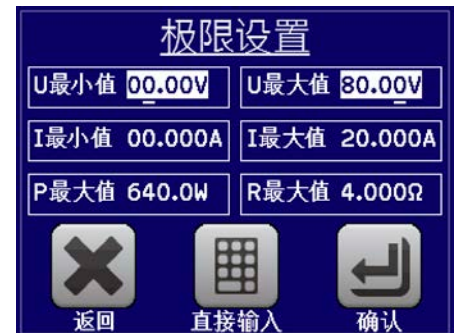 极限设置
U最小值 00.00V U最大值 80.00V
I最小值 00.000A I最大值 20.000A
P最大值 640.0W R最大值 4.000Ω
返回 直接输入 确认